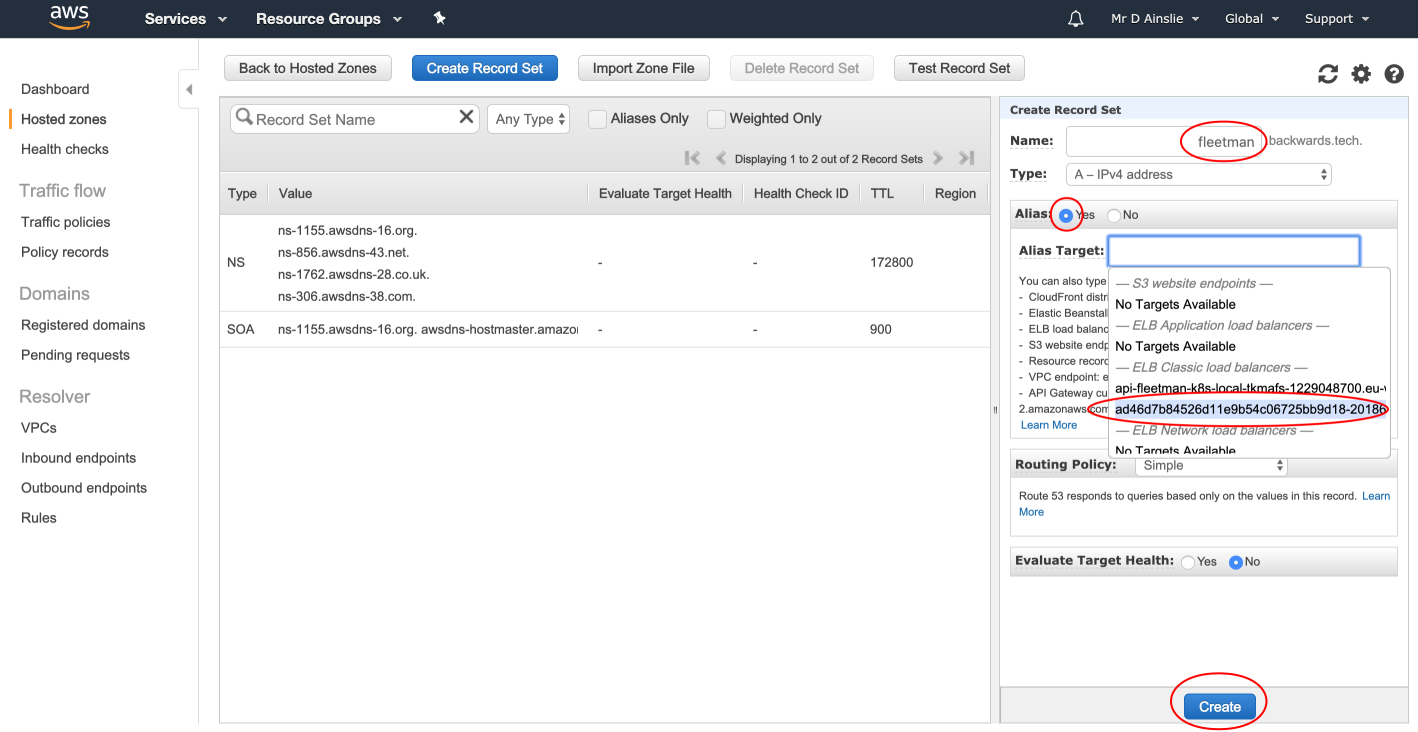 aws
Services
Resource Groups
Mr D Ainslie
Global
Support
Dashboard
Hosted zones
Health checks
Traffic flow
Traffic policies
Policy records
Domains
Registered domains
Pending requests
Resolver
VPCs
Inbound endpoints
Outbound endpoints
Rules
Back to Hosted Zones
Create Record Set
Import Zone File
Delete Record Set
Test Record Set
Record Set Name
Any Type
Aliases Only
Weighted Only
Displaying 1 to 2 out of 2 Record Sets
Type Value Evaluate Target Health Health Check ID TTL Region
NS
ns-1155.awsdns-16.org.
ns-856.awsdns-43.net.
ns-1762.awsdns-28.co.uk.
ns-306.awsdns-38.com.
- - 172800
SOA ns-1155.awsdns-16.org. awsdns-hostmaster.amazo - - 900
Create Record Set
Name: fleetman .backwards.tech.
Type: A – IPv4 address
Alias: Yes No
Alias Target:
You can also type
- CloudFront distr
- Elastic Beanstal
- ELB load balanc
- S3 website endp
- Resource record
- VPC endpoint: e
- API Gateway cu
2.amazonaws.com
Learn More
— S3 website endpoints —
No Targets Available
— ELB Application load balancers —
No Targets Available
— ELB Classic load balancers —
api-fleetman-k8s-local-tkmafs-1229048700.eu-
ad46d7b84526d11e9b54c06725bb9d18-20186
— ELB Network load balancers —
No Targets Available
Routing Policy: Simple
Route 53 responds to queries based only on the values in this record. Learn
More
Evaluate Target Health: Yes No
Create